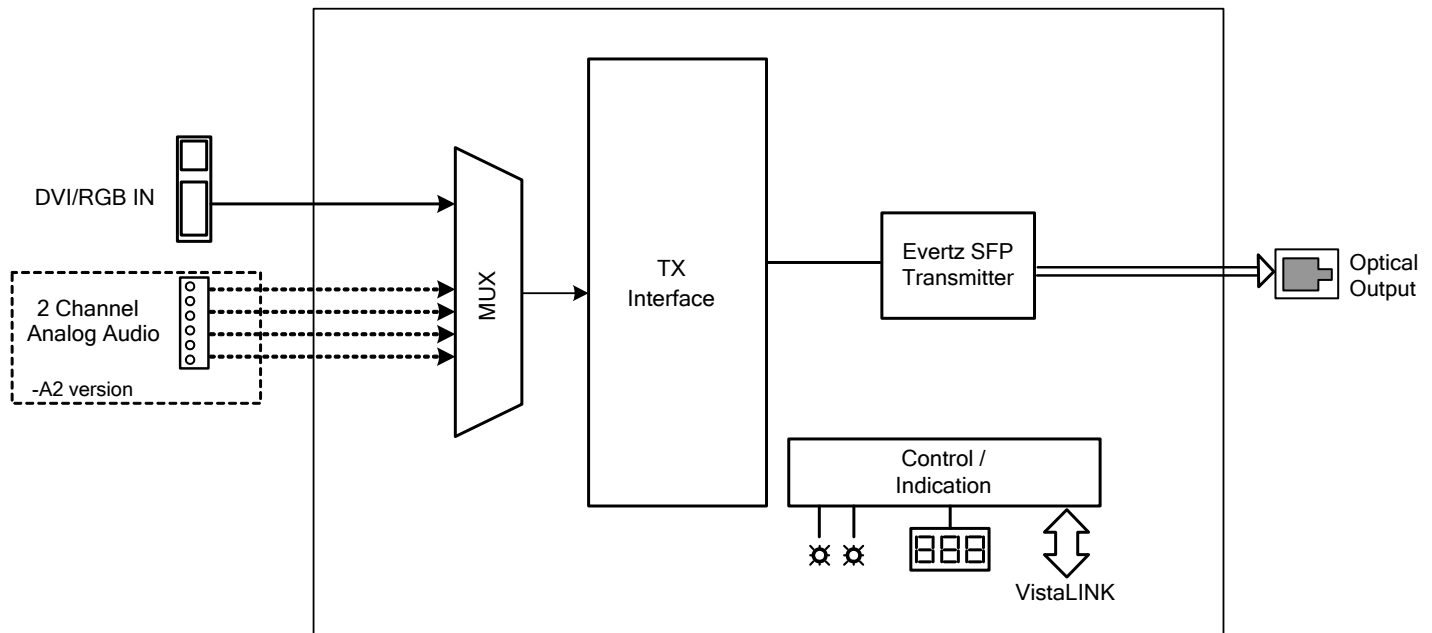 DVI/RGB IN
2 Channel
Analog Audio
-A2 version
MUX
TX
Interface
Evertz SFP
Transmitter
Optical
Output
Control /
Indication
888
VistaLINK